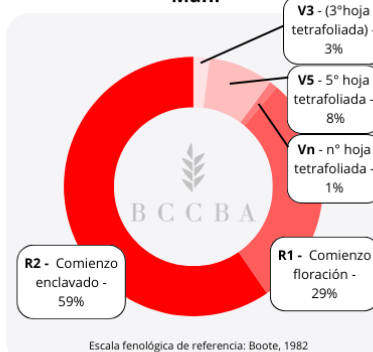 Maní
V3 - (3°hoja
tetrafoliada) -
3%
V5 - 5° hoja
tetrafoliada -
8%
Vn - n° hoja
tetrafoliada -
1%
BCCBA
R2 - Comienzo
enclavado -
59%
R1 - Comienzo
floración -
29%
Escala fenológica de referencia: Boote, 1982